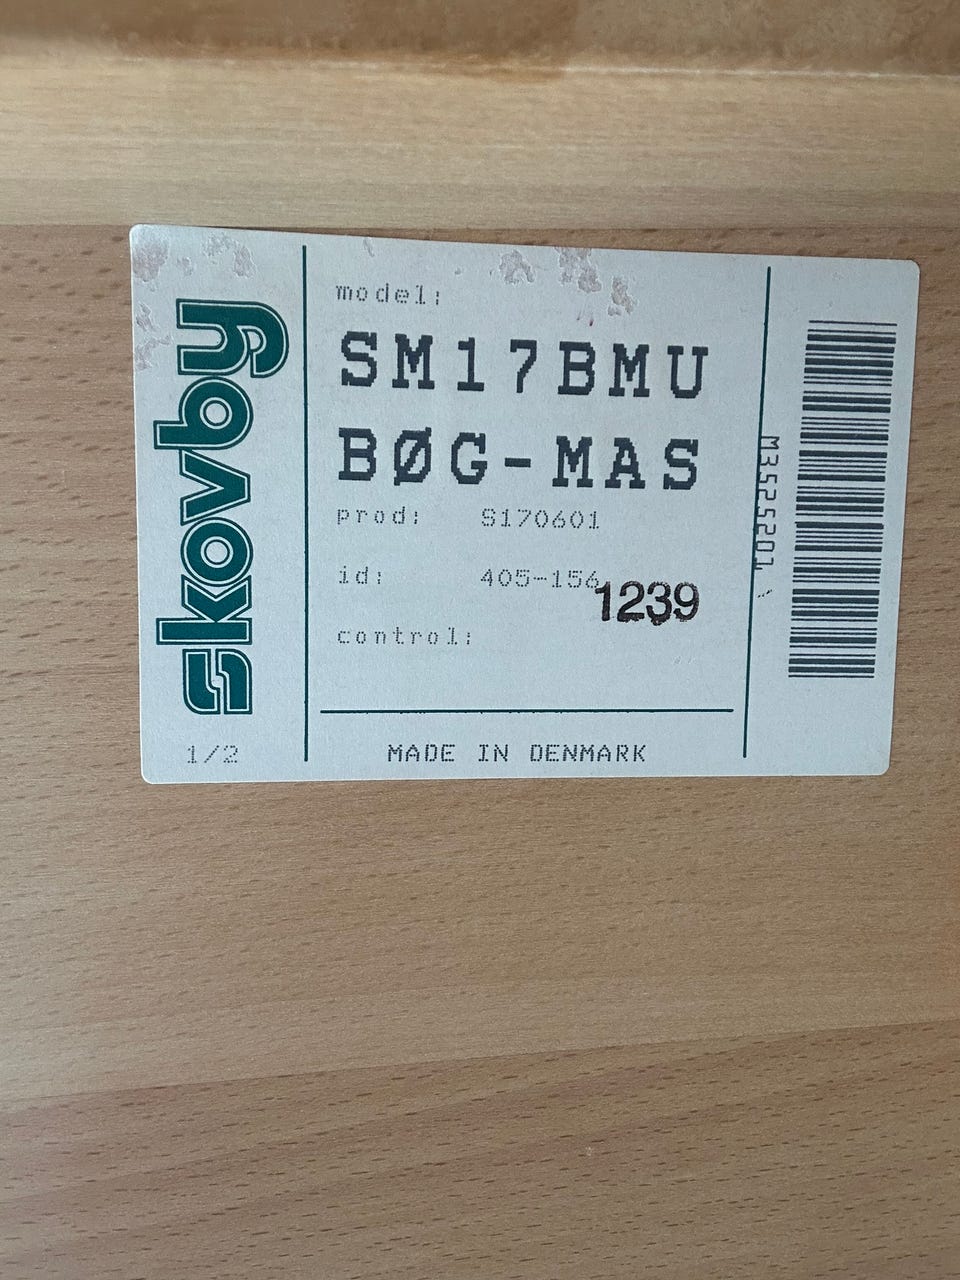 skovby
model:
SM17BMU
BØG-MAS
prod: S170601
id: 405-156
1239
control:
1/2
MADE IN DENMARK
M3525201